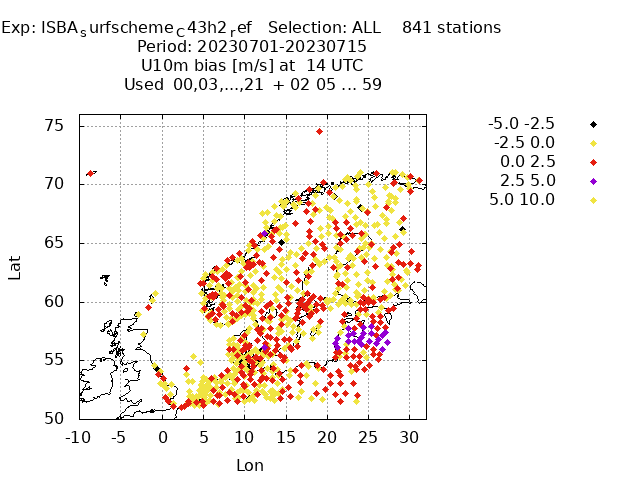 Exp: ISBAsurfschemeC43h2ref Selection: ALL 841 stations
Period: 20230701-20230715
U10m bias [m/s] at 14 UTC
Used 00,03,...,21 + 02 05 ... 59
-5.0 -2.5
-2.5 0.0
0.0 2.5
2.5 5.0
5.0 10.0
75
70
65
60
55
50
Lat
-10 -5 0 5 10 15 20 25 30
Lon